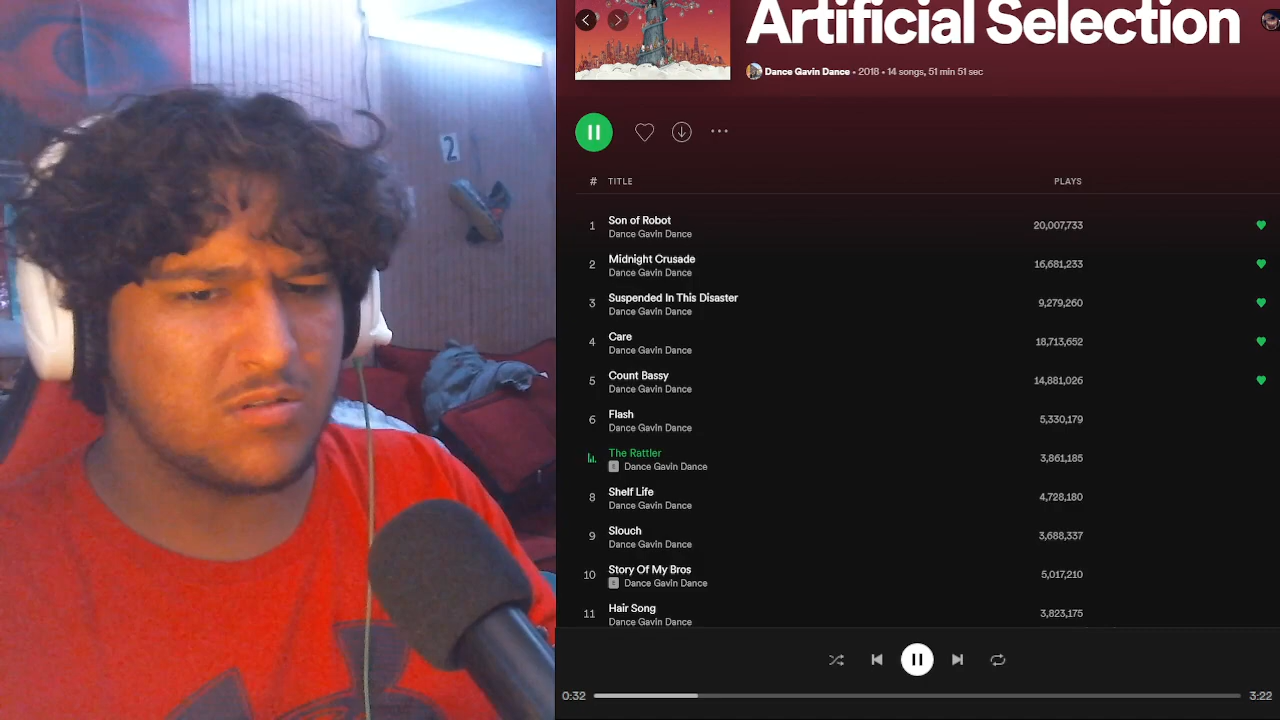 2
Artificial Selection
Dance Gavin Dance • 2018 • 14 songs, 51 min 51 sec
# TITLE PLAYS
1 Son of Robot 20,007,733
Dance Gavin Dance
2 Midnight Crusade 16,681,233
Dance Gavin Dance
3 Suspended In This Disaster 9,279,260
Dance Gavin Dance
4 Care 18,713,652
Dance Gavin Dance
5 Count Bassy 14,881,026
Dance Gavin Dance
6 Flash 5,330,179
Dance Gavin Dance
The Rattler 3,861,185
E Dance Gavin Dance
8 Shelf Life 4,728,180
Dance Gavin Dance
9 Slouch 3,688,337
Dance Gavin Dance
10 Story Of My Bros 5,017,210
E Dance Gavin Dance
11 Hair Song 3,823,175
Dance Gavin Dance
0:32 3:22